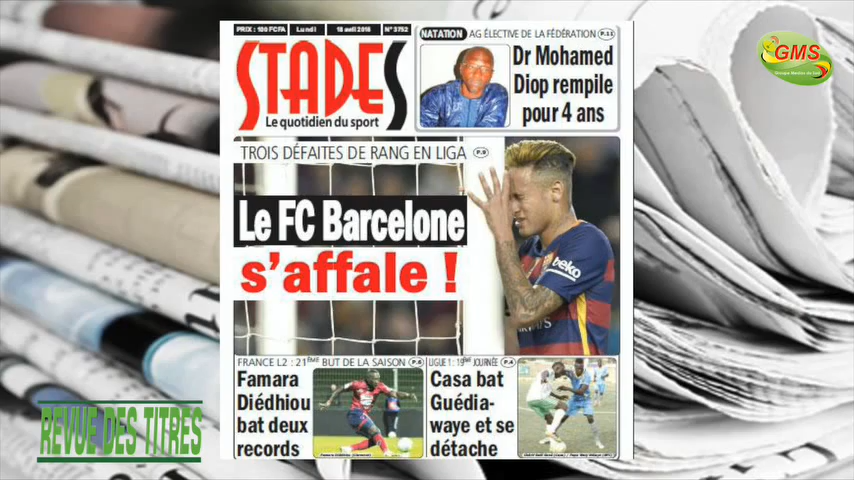 PRIX : 100 FCFA Lundi 18 avril 2016 N° 3752
STADES
Le quotidien du sport
NATATION AG ÉLECTIVE DE LA FÉDÉRATION P.11
Dr Mohamed
Diop rempile
pour 4 ans
GMS
TROIS DÉFAITES DE RANG EN LIGA P.9
Le FC Barcelone
s'affale !
beko
FRANCE L2 : 21ÈME BUT DE LA SAISON
Famara
Diédhiou
bat deux
records
LIGUE 1 : 19ÈME JOURNÉE P.4
Casa bat
Guédia-
waye et se
détache
REVUE DES TITRES